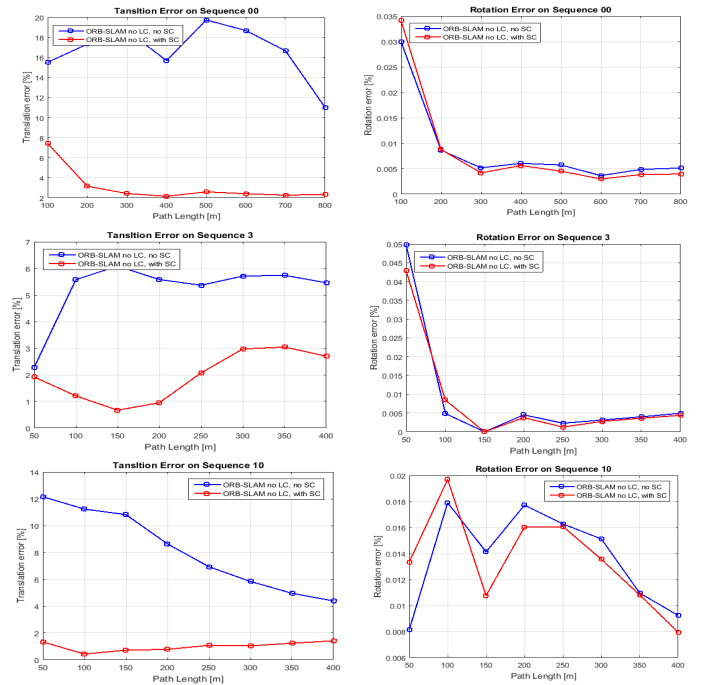 Tansltion Error on Sequence 00
ORB-SLAM no LC, no SC
ORB-SLAM no LC, with SC
Translation error [%]
20
18
16
14
12
10
8
6
4
2
100 200 300 400 500 600 700 800
Path Length [m]
Rotation Error on Sequence 00
ORB-SLAM no LC, no SC
ORB-SLAM no LC, with SC
Rotation error [%]
0.035
0.03
0.025
0.02
0.015
0.01
0.005
0
100 200 300 400 500 600 700 800
Path Length [m]
Tansltion Error on Sequence 3
ORB-SLAM no LC, no SC
ORB-SLAM no LC, with SC
Translation error [%]
7
6
5
4
3
2
1
0
50 100 150 200 250 300 350 400
Path Length [m]
Rotation Error on Sequence 3
ORB-SLAM no LC, no SC
ORB-SLAM no LC, with SC
Rotation error [%]
0.05
0.045
0.04
0.035
0.03
0.025
0.02
0.015
0.01
0.005
0
50 100 150 200 250 300 350 400
Path Length [m]
Tansltion Error on Sequence 10
ORB-SLAM no LC, no SC
ORB-SLAM no LC, with SC
Translation error [%]
14
12
10
8
6
4
2
0
50 100 150 200 250 300 350 400
Path Length [m]
Rotation Error on Sequence 10
ORB-SLAM no LC, no SC
ORB-SLAM no LC, with SC
Rotation error [%]
0.02
0.018
0.016
0.014
0.012
0.01
0.008
0.006
50 100 150 200 250 300 350 400
Path Length [m]